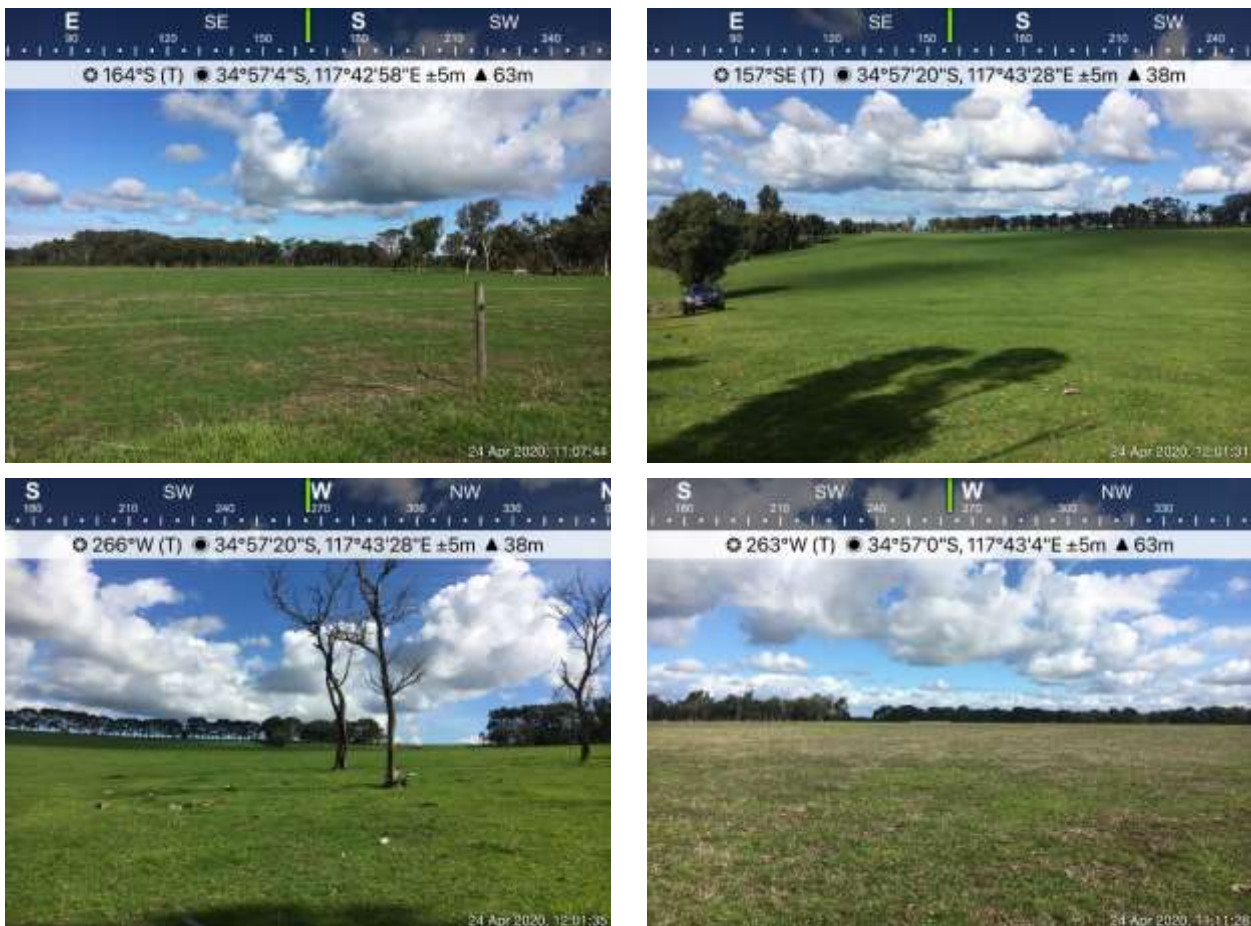 E SE S SW
90 120 150 180 210 240
164°S (T) 34°57'4"S, 117°42'58"E ±5m ▲ 63m
24 Apr 2020, 11:07:44
E SE S SW
90 120 150 180 210 240
157°SE (T) 34°57'20"S, 117°43'28"E ±5m ▲ 38m
24 Apr 2020, 12:01:31
S SW W NW N
180 210 240 270 300 330
266°W (T) 34°57'20"S, 117°43'28"E ±5m ▲ 38m
24 Apr 2020, 12:01:35
S SW W NW
180 210 240 270 300 330
263°W (T) 34°57'0"S, 117°43'4"E ±5m ▲ 63m
24 Apr 2020, 11:11:28